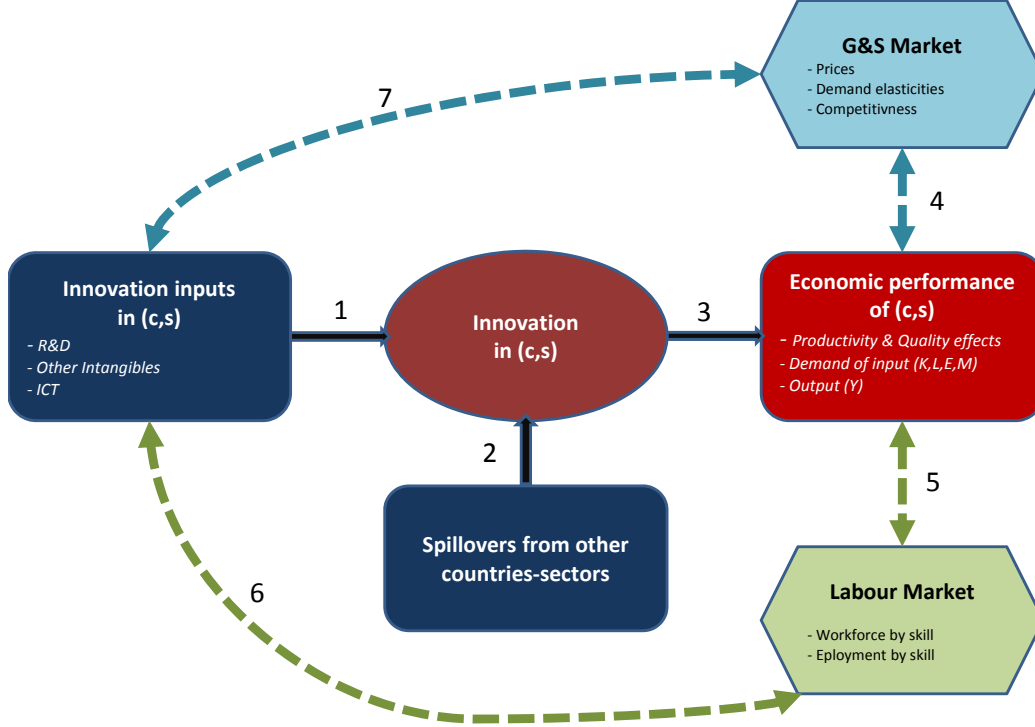 G&S Market
- Prices
- Demand elasticities
- Competitivness
7
4
Innovation inputs
in (c,s)
- R&D
- Other Intangibles
- ICT
1
Innovation
in (c,s)
3
Economic performance
of (c,s)
- Productivity & Quality effects
- Demand of input (K,L,E,M)
- Output (Y)
2
5
Spillovers from other
countries-sectors
6
Labour Market
- Workforce by skill
- Eployment by skill